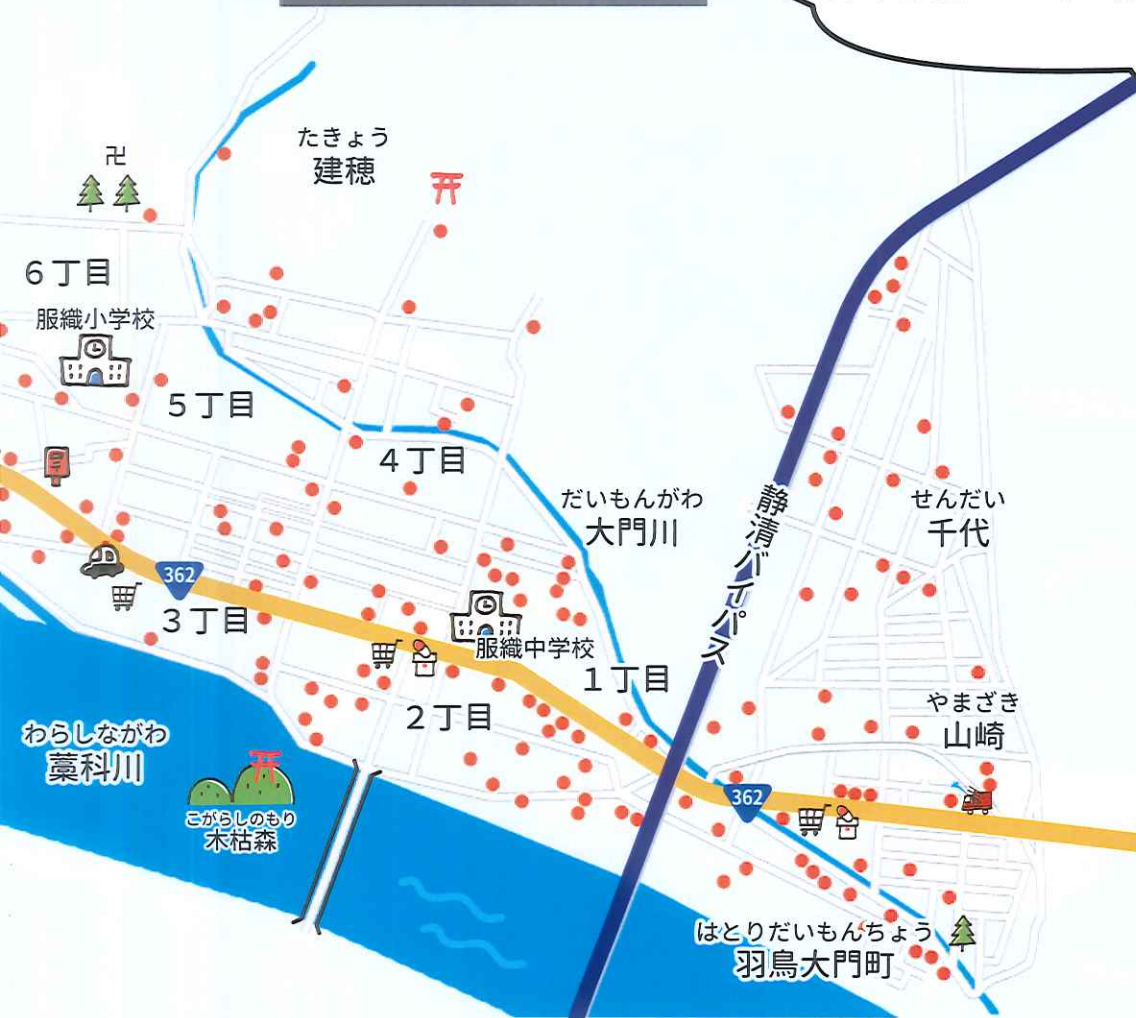 たきょう
建穂
卍
６丁目
服織小学校
５丁目
４丁目
だいもんがわ
大門川
静清バイパス
せんだい
千代
362
３丁目
服織中学校
１丁目
２丁目
やまざき
山崎
わらしながわ
藁科川
こがらしのもり
木枯森
362
はとりだいもんちょう
羽鳥大門町